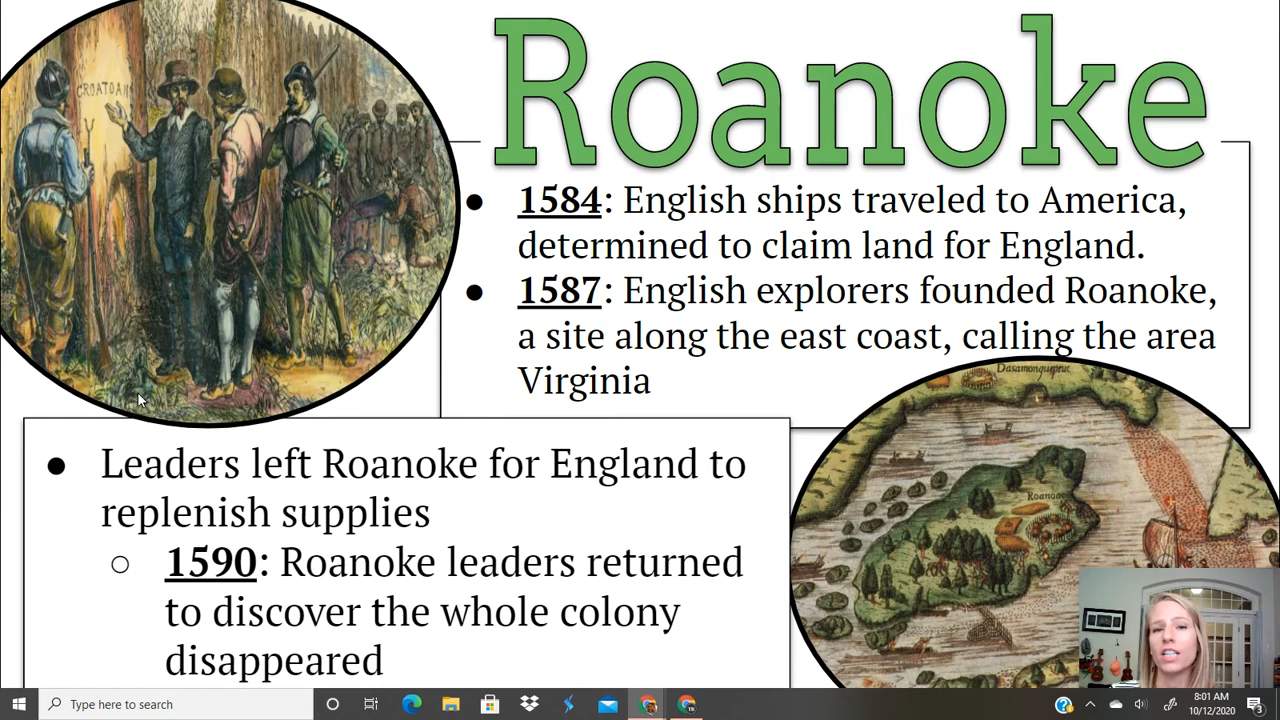 Roanoke
CROATOAN
● 1584: English ships traveled to America,
determined to claim land for England.
● 1587: English explorers founded Roanoke,
a site along the east coast, calling the area
Virginia
Dasamonquepeuc
Roanoac
● Leaders left Roanoke for England to
replenish supplies
○ 1590: Roanoke leaders returned
to discover the whole colony
disappeared
Type here to search
8:01 AM
10/12/2020
3